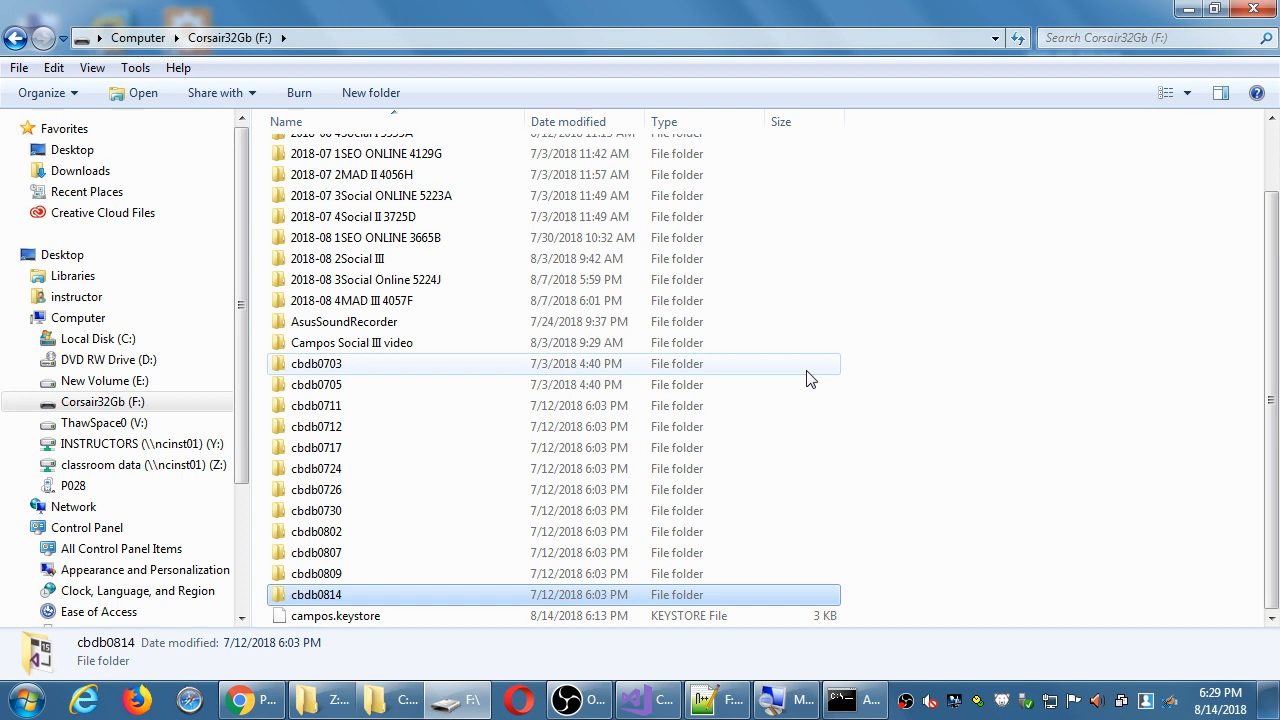 Computer Corsair32Gb (F:) Search Corsair32Gb (F:)
File Edit View Tools Help
Organize Open Share with Burn New folder
Name Date modified Type Size
Favorites
Desktop
Downloads
Recent Places
Creative Cloud Files
Desktop
Libraries
instructor
Computer
Local Disk (C:)
DVD RW Drive (D:)
New Volume (E:)
Corsair32Gb (F:)
ThawSpace0 (V:)
INSTRUCTORS (\\ncinst01) (Y:)
classroom data (\\ncinst01) (Z:)
P028
Network
Control Panel
All Control Panel Items
Appearance and Personalization
Clock, Language, and Region
Ease of Access
File folder
2018-07 1SEO ONLINE 4129G 7/3/2018 11:42 AM File folder
2018-07 2MAD II 4056H 7/3/2018 11:57 AM File folder
2018-07 3Social ONLINE 5223A 7/3/2018 11:49 AM File folder
2018-07 4Social II 3725D 7/3/2018 11:49 AM File folder
2018-08 1SEO ONLINE 3665B 7/30/2018 10:32 AM File folder
2018-08 2Social III 8/3/2018 9:42 AM File folder
2018-08 3Social Online 5224J 8/7/2018 5:59 PM File folder
2018-08 4MAD III 4057F 8/7/2018 6:01 PM File folder
AsusSoundRecorder 7/24/2018 9:37 PM File folder
Campos Social III video 8/3/2018 9:29 AM File folder
cbdb0703 7/3/2018 4:40 PM File folder
cbdb0705 7/3/2018 4:40 PM File folder
cbdb0711 7/12/2018 6:03 PM File folder
cbdb0712 7/12/2018 6:03 PM File folder
cbdb0717 7/12/2018 6:03 PM File folder
cbdb0724 7/12/2018 6:03 PM File folder
cbdb0726 7/12/2018 6:03 PM File folder
cbdb0730 7/12/2018 6:03 PM File folder
cbdb0802 7/12/2018 6:03 PM File folder
cbdb0807 7/12/2018 6:03 PM File folder
cbdb0809 7/12/2018 6:03 PM File folder
cbdb0814 7/12/2018 6:03 PM File folder
campos.keystore 8/14/2018 6:13 PM KEYSTORE File 3 KB
cbdb0814 Date modified: 7/12/2018 6:03 PM
File folder
P... Z:... C:... F:\ O... C... F:... M... A... 6:29 PM
8/14/2018